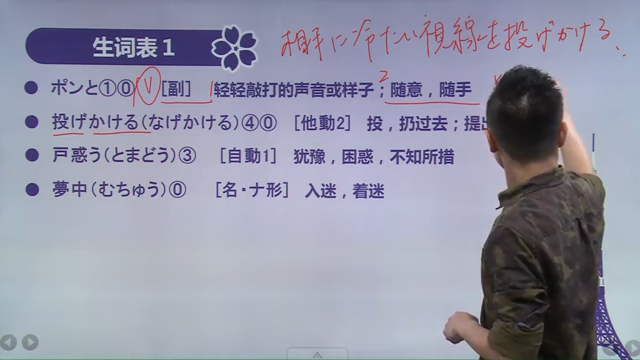 生词表1
相手に冷たい視線を投げかける。
ポンと①⓪ V [副] 1 轻轻敲打的声音或样子；2 随意，随手
投げかける(なげかける)④⓪ [他動2] 投，扔过去；提
戸惑う(とまどう)③ [自動1] 犹豫，困惑，不知所措
夢中(むちゅう)⓪ [名・ナ形] 入迷，着迷